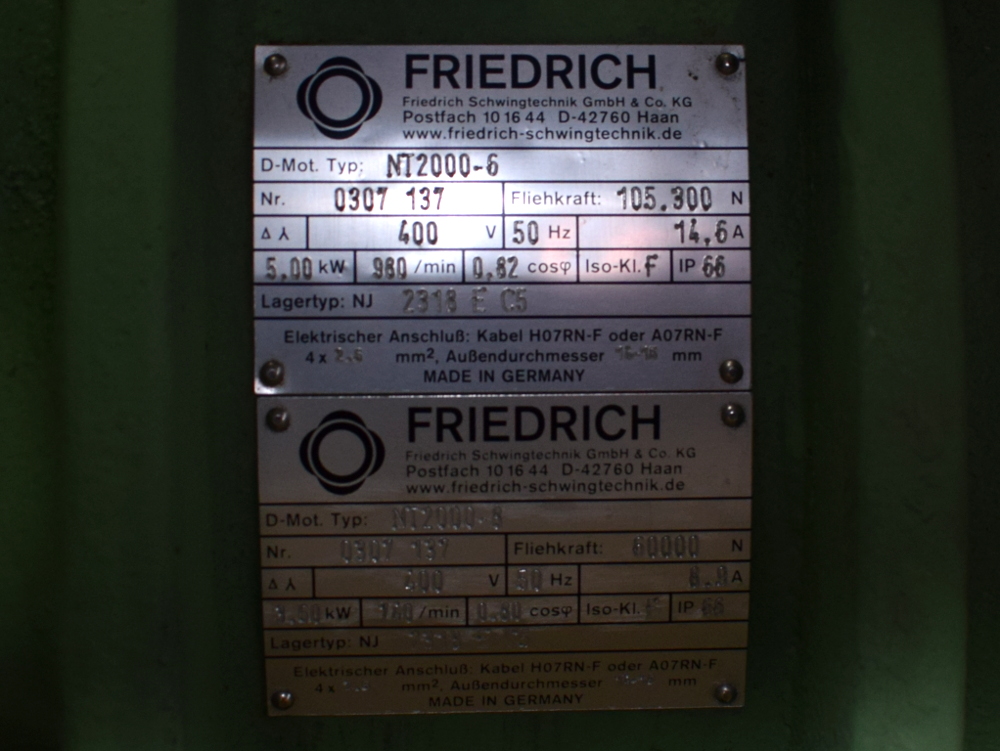 FRIEDRICH
Friedrich Schwingtechnik GmbH & Co. KG
Postfach 10 16 44 D-42760 Haan
www.friedrich-schwingtechnik.de
D-Mot. Typ: NT2000-6
Nr. 0307 137 Fliehkraft: 105.300 N
Δ ⅄ 400 V 50 Hz 14,6 A
5,00 kW 980 /min 0,82 cosφ Iso-Kl. F IP 66
Lagertyp: NJ 2318 E C5
Elektrischer Anschluß: Kabel H07RN-F oder A07RN-F
4 x mm², Außendurchmesser mm
MADE IN GERMANY
FRIEDRICH
Friedrich Schwingtechnik GmbH & Co. KG
Postfach 10 16 44 D-42760 Haan
www.friedrich-schwingtechnik.de
D-Mot. Typ:
Nr. 0307 137 Fliehkraft: 60000 N
Δ ⅄ 400 V 50 Hz A
kW /min cosφ Iso-Kl. IP 66
Lagertyp: NJ
Elektrischer Anschluß: Kabel H07RN-F oder A07RN-F
4 x mm², Außendurchmesser mm
MADE IN GERMANY